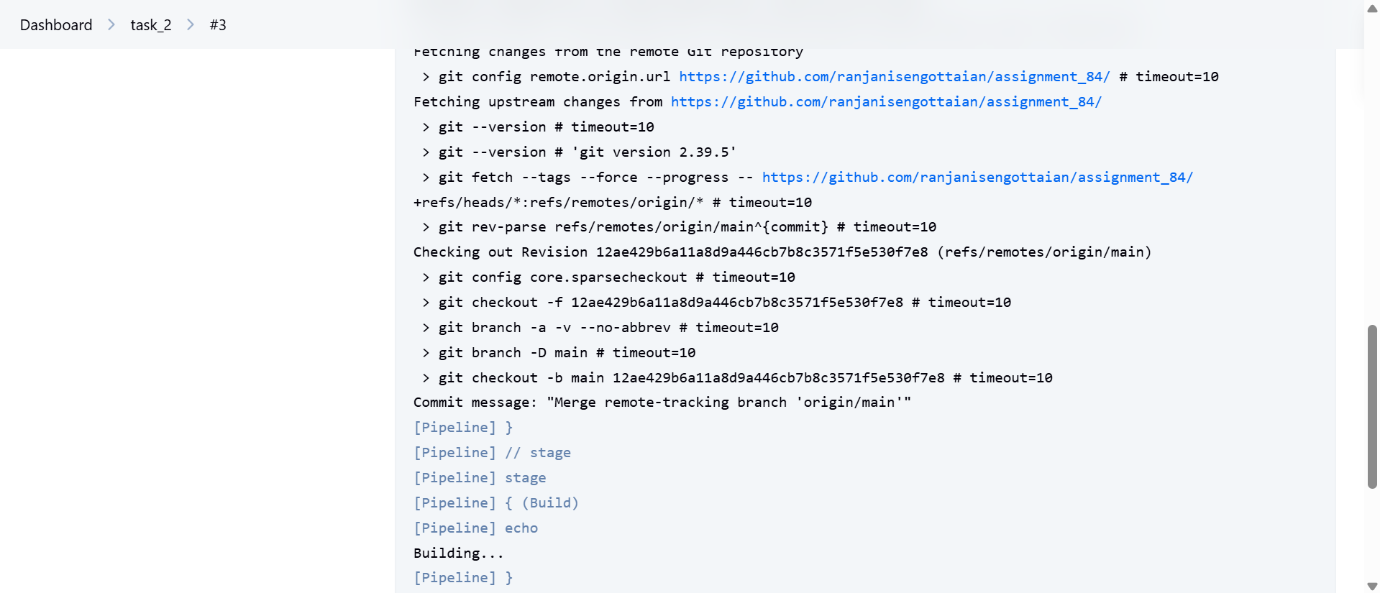 Dashboard > task_2 > #3
Fetching changes from the remote Git repository
> git config remote.origin.url https://github.com/ranjanisengottaian/assignment_84/ # timeout=10
Fetching upstream changes from https://github.com/ranjanisengottaian/assignment_84/
> git --version # timeout=10
> git --version # 'git version 2.39.5'
> git fetch --tags --force --progress -- https://github.com/ranjanisengottaian/assignment_84/
+refs/heads/*:refs/remotes/origin/* # timeout=10
> git rev-parse refs/remotes/origin/main^{commit} # timeout=10
Checking out Revision 12ae429b6a11a8d9a446cb7b8c3571f5e530f7e8 (refs/remotes/origin/main)
> git config core.sparsecheckout # timeout=10
> git checkout -f 12ae429b6a11a8d9a446cb7b8c3571f5e530f7e8 # timeout=10
> git branch -a -v --no-abbrev # timeout=10
> git branch -D main # timeout=10
> git checkout -b main 12ae429b6a11a8d9a446cb7b8c3571f5e530f7e8 # timeout=10
Commit message: "Merge remote-tracking branch 'origin/main'"
[Pipeline] }
[Pipeline] // stage
[Pipeline] stage
[Pipeline] { (Build)
[Pipeline] echo
Building...
[Pipeline] }